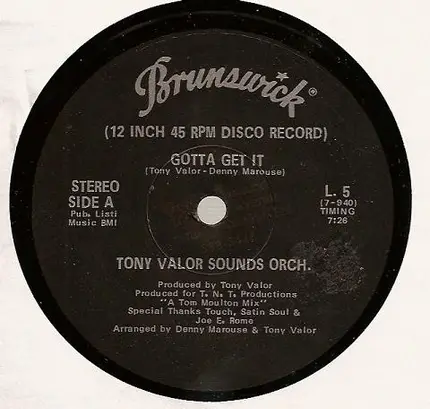 Brunswick®
(12 INCH 45 RPM DISCO RECORD)
GOTTA GET IT
(Tony Valor - Denny Marouse)
STEREO
SIDE A
Pub. Listi
Music BMI
L. 5
(7-940)
TIMING
7:26
TONY VALOR SOUNDS ORCH.
Produced by Tony Valor
Produced for T. N. T. Productions
"A Tom Moulton Mix"
Special Thanks Touch, Satin Soul &
Joe E. Rome
Arranged by Denny Marouse & Tony Valor